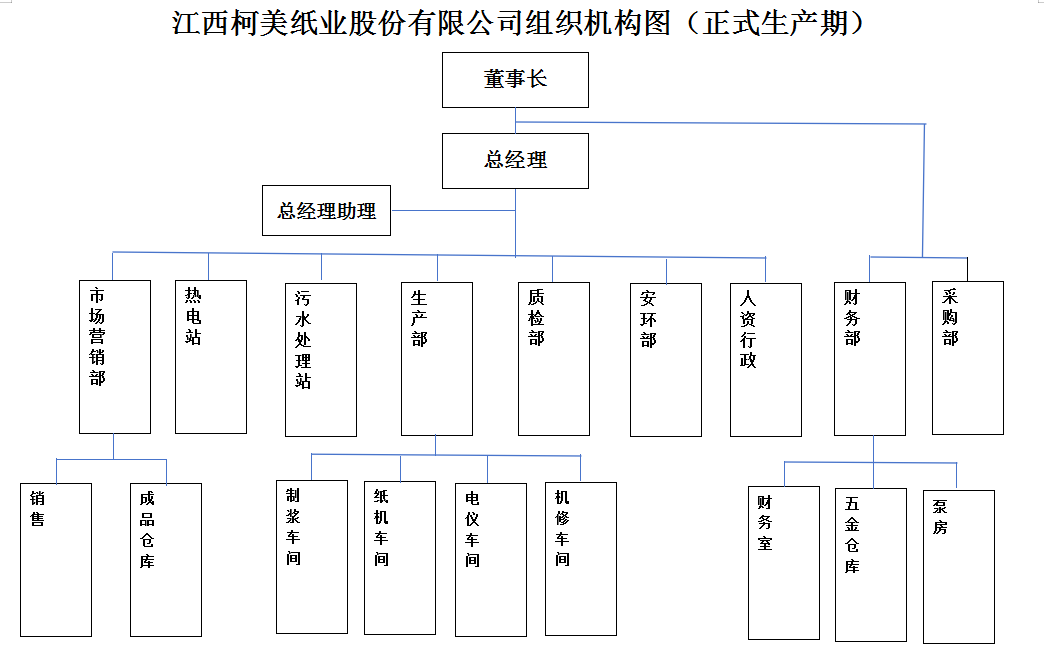 江西柯美纸业股份有限公司组织机构图（正式生产期）
董事长
总经理
总经理助理
市场营销部
热电站
污水处理站
生产部
质检部
安环部
人资行政
财务部
采购部
销售
成品仓库
制浆车间
纸机车间
电仪车间
机修车间
财务室
五金仓库
泵房